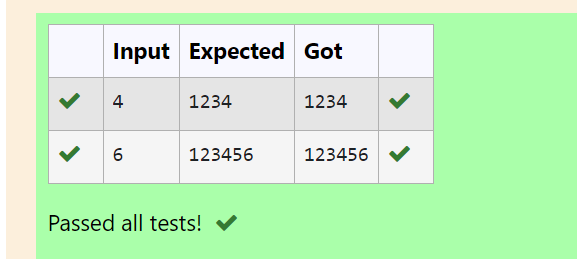 Input Expected Got
4 1234 1234
6 123456 123456
Passed all tests!